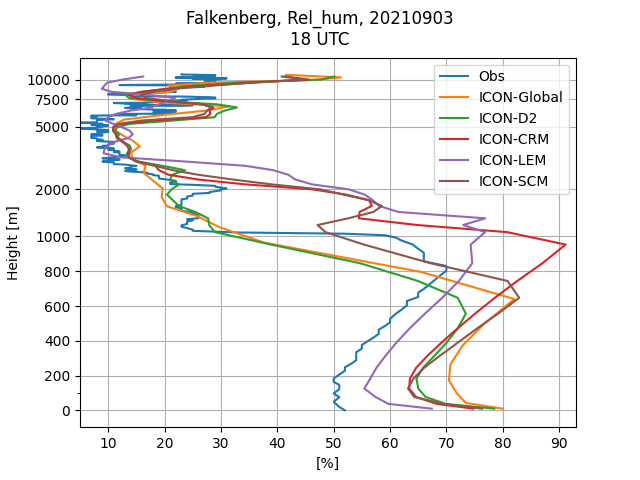 Falkenberg, Rel_hum, 20210903
18 UTC
Obs
ICON-Global
ICON-D2
ICON-CRM
ICON-LEM
ICON-SCM
Height [m]
10000
7500
5000
2000
1000
800
600
400
200
0
10 20 30 40 50 60 70 80 90
[%]